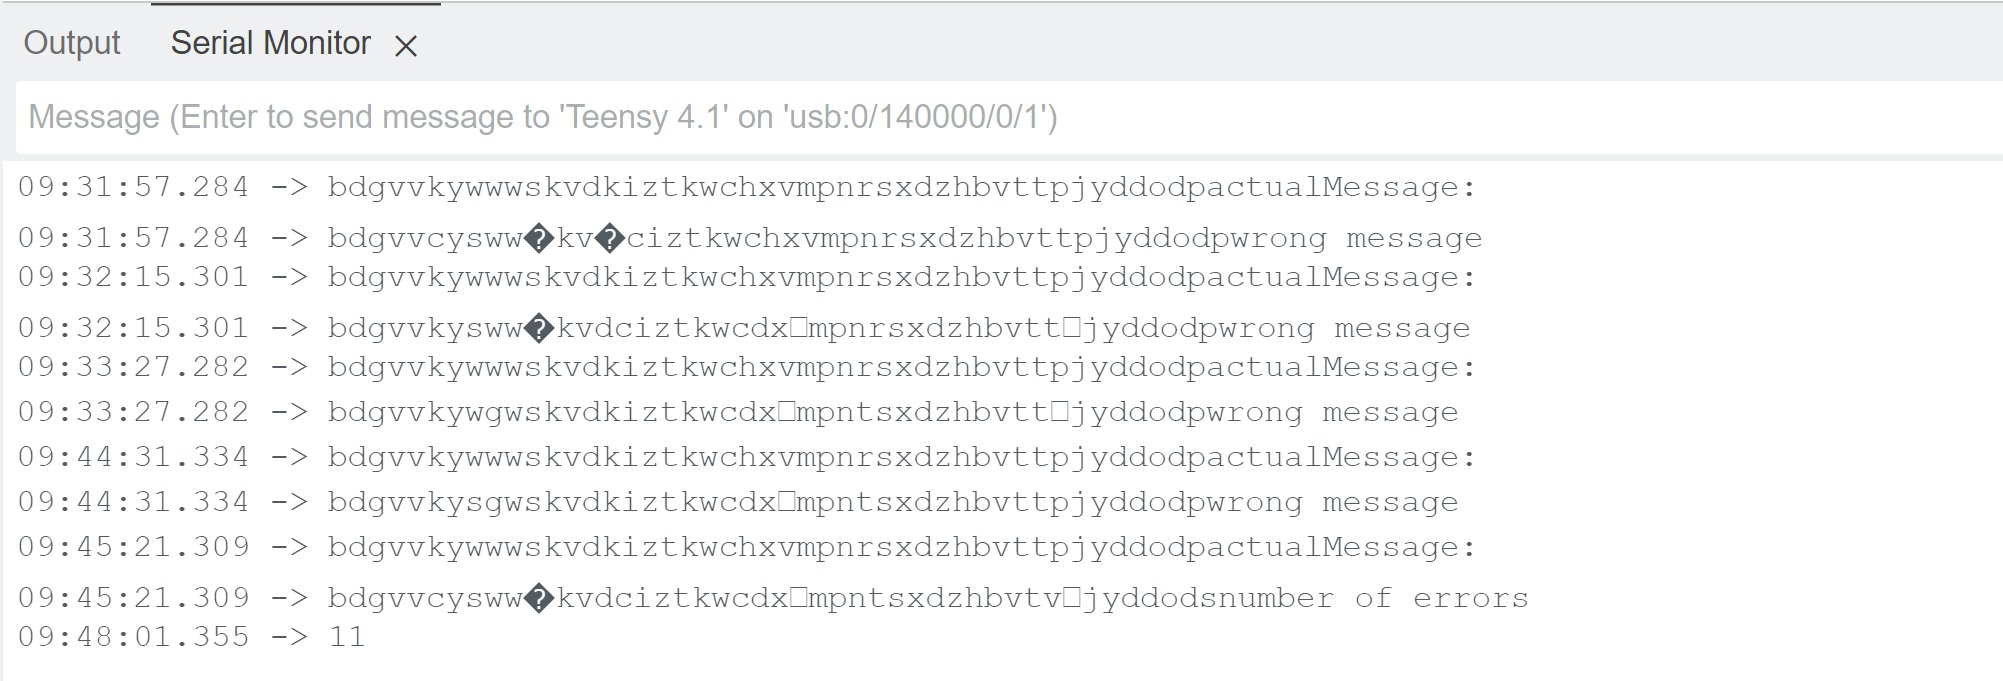 Output Serial Monitor ×
Message (Enter to send message to 'Teensy 4.1' on 'usb:0/140000/0/1')
09:31:57.284 -> bdgvvkywwwskvdkiztkwchxvmpnrsxdzhbvttpjyddodpactualMessage:
09:31:57.284 -> bdgvvcysww�kv�ciztkwchxvmpnrsxdzhbvttpjyddodpwrong message
09:32:15.301 -> bdgvvkywwwskvdkiztkwchxvmpnrsxdzhbvttpjyddodpactualMessage:
09:32:15.301 -> bdgvvkysww�kvdciztkwcdx□mpnrsxdzhbvtt□jyddodpwrong message
09:33:27.282 -> bdgvvkywwwskvdkiztkwchxvmpnrsxdzhbvttpjyddodpactualMessage:
09:33:27.282 -> bdgvvkywgwskvdkiztkwcdx□mpntsxdzhbvtt□jyddodpwrong message
09:44:31.334 -> bdgvvkywwwskvdkiztkwchxvmpnrsxdzhbvttpjyddodpactualMessage:
09:44:31.334 -> bdgvvkysgwskvdkiztkwcdx□mpntsxdzhbvttpjyddodpwrong message
09:45:21.309 -> bdgvvkywwwskvdkiztkwchxvmpnrsxdzhbvttpjyddodpactualMessage:
09:45:21.309 -> bdgvvcysww�kvdciztkwcdx□mpntsxdzhbvtv□jyddodsnumber of errors
09:48:01.355 -> 11